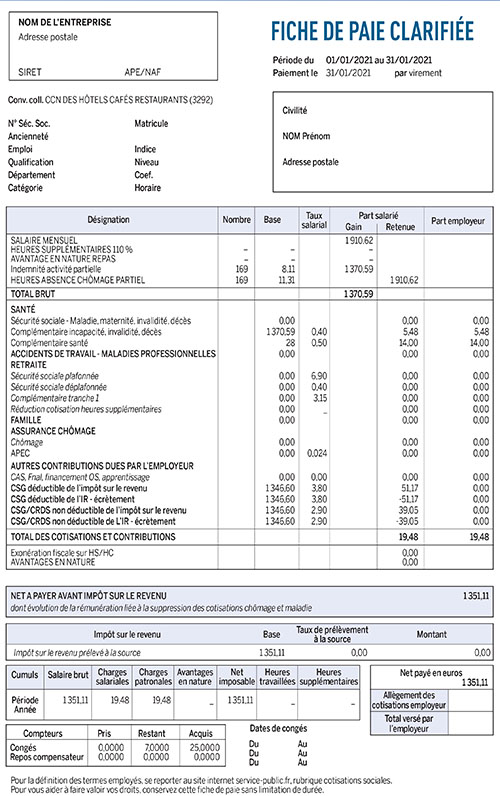 NOM DE L'ENTREPRISE
Adresse postale
SIRET APE/NAF
FICHE DE PAIE CLARIFIÉE
Période du 01/01/2021 au 31/01/2021
Paiement le 31/01/2021 par virement
Conv. coll. CCN DES HÔTELS CAFÉS RESTAURANTS (3292)
N° Séc. Soc. Matricule
Ancienneté
Emploi Indice
Qualification Niveau
Département Coef.
Catégorie Horaire
Civilité
NOM Prénom
Adresse postale
Désignation Nombre Base Taux salarial Part salarié Part employeur
Gain Retenue
SALAIRE MENSUEL 1 910,62
HEURES SUPPLÉMENTAIRES 110 % – – –
AVANTAGE EN NATURE REPAS – – –
Indemnité activité partielle 169 8,11 1 370,59
HEURES ABSENCE CHÔMAGE PARTIEL 169 11,31 1 910,62
TOTAL BRUT 1 370,59
SANTÉ
Sécurité sociale - Maladie, maternité, invalidité, décès 0,00 0,00 0,00
Complémentaire incapacité, invalidité, décès 1 370,59 0,40 5,48 5,48
Complémentaire santé 28 0,50 14,00 14,00
ACCIDENTS DE TRAVAIL - MALADIES PROFESSIONNELLES 0,00 0,00 0,00
RETRAITE
Sécurité sociale plafonnée 0,00 6,90 0,00 0,00
Sécurité sociale déplafonnée 0,00 0,40 0,00 0,00
Complémentaire tranche 1 0,00 3,15 0,00 0,00
Réduction cotisation heures supplémentaires 0,00 – 0,00 0,00
FAMILLE 0,00 0,00 0,00
ASSURANCE CHÔMAGE
Chômage 0,00 0,00 0,00
APEC 0,00 0,024 0,00 0,00
AUTRES CONTRIBUTIONS DUES PAR L'EMPLOYEUR
CAS, Fnal, financement OS, apprentissage 0,00 0,00 0,00
CSG déductible de l'impôt sur le revenu 1 346,60 3,80 51,17 0,00
CSG déductible de l'IR - écrètement 1 346,60 3,80 -51,17 0,00
CSG/CRDS non déductible de l'impôt sur le revenu 1 346,60 2,90 39,05 0,00
CSG/CRDS non déductible de L'IR - écrètement 1 346,60 2,90 -39,05 0,00
TOTAL DES COTISATIONS ET CONTRIBUTIONS 19,48 19,48
Exonération fiscale sur HS/HC 0,00
AVANTAGES EN NATURE 0,00
NET A PAYER AVANT IMPÔT SUR LE REVENU 1 351,11
dont évolution de la rémunération liée à la suppression des cotisations chômage et maladie
Impôt sur le revenu Base Taux de prélèvement à la source Montant
Impôt sur le revenu prélevé à la source 1 351,11 0,00 0,00
Cumuls Salaire brut Charges salariales Charges patronales Avantages en nature Net imposable Heures travaillées Heures supplémentaires
Période 1 351,11 19,48 19,48 – 1 351,11 – –
Année
Net payé en euros
1 351,11
Allègement des cotisations employeur
Total versé par l'employeur
Compteurs Pris Restant Acquis
Congés 0,0000 7,0000 25,0000
Repos compensateur 0,0000 0,0000 0,0000
Dates de congés
Du Au
Du Au
Du Au
Pour la définition des termes employés, se reporter au site internet service-public.fr, rubrique cotisations sociales.
Pour vous aider à faire valoir vos droits, conservez cette fiche de paie sans limitation de durée.